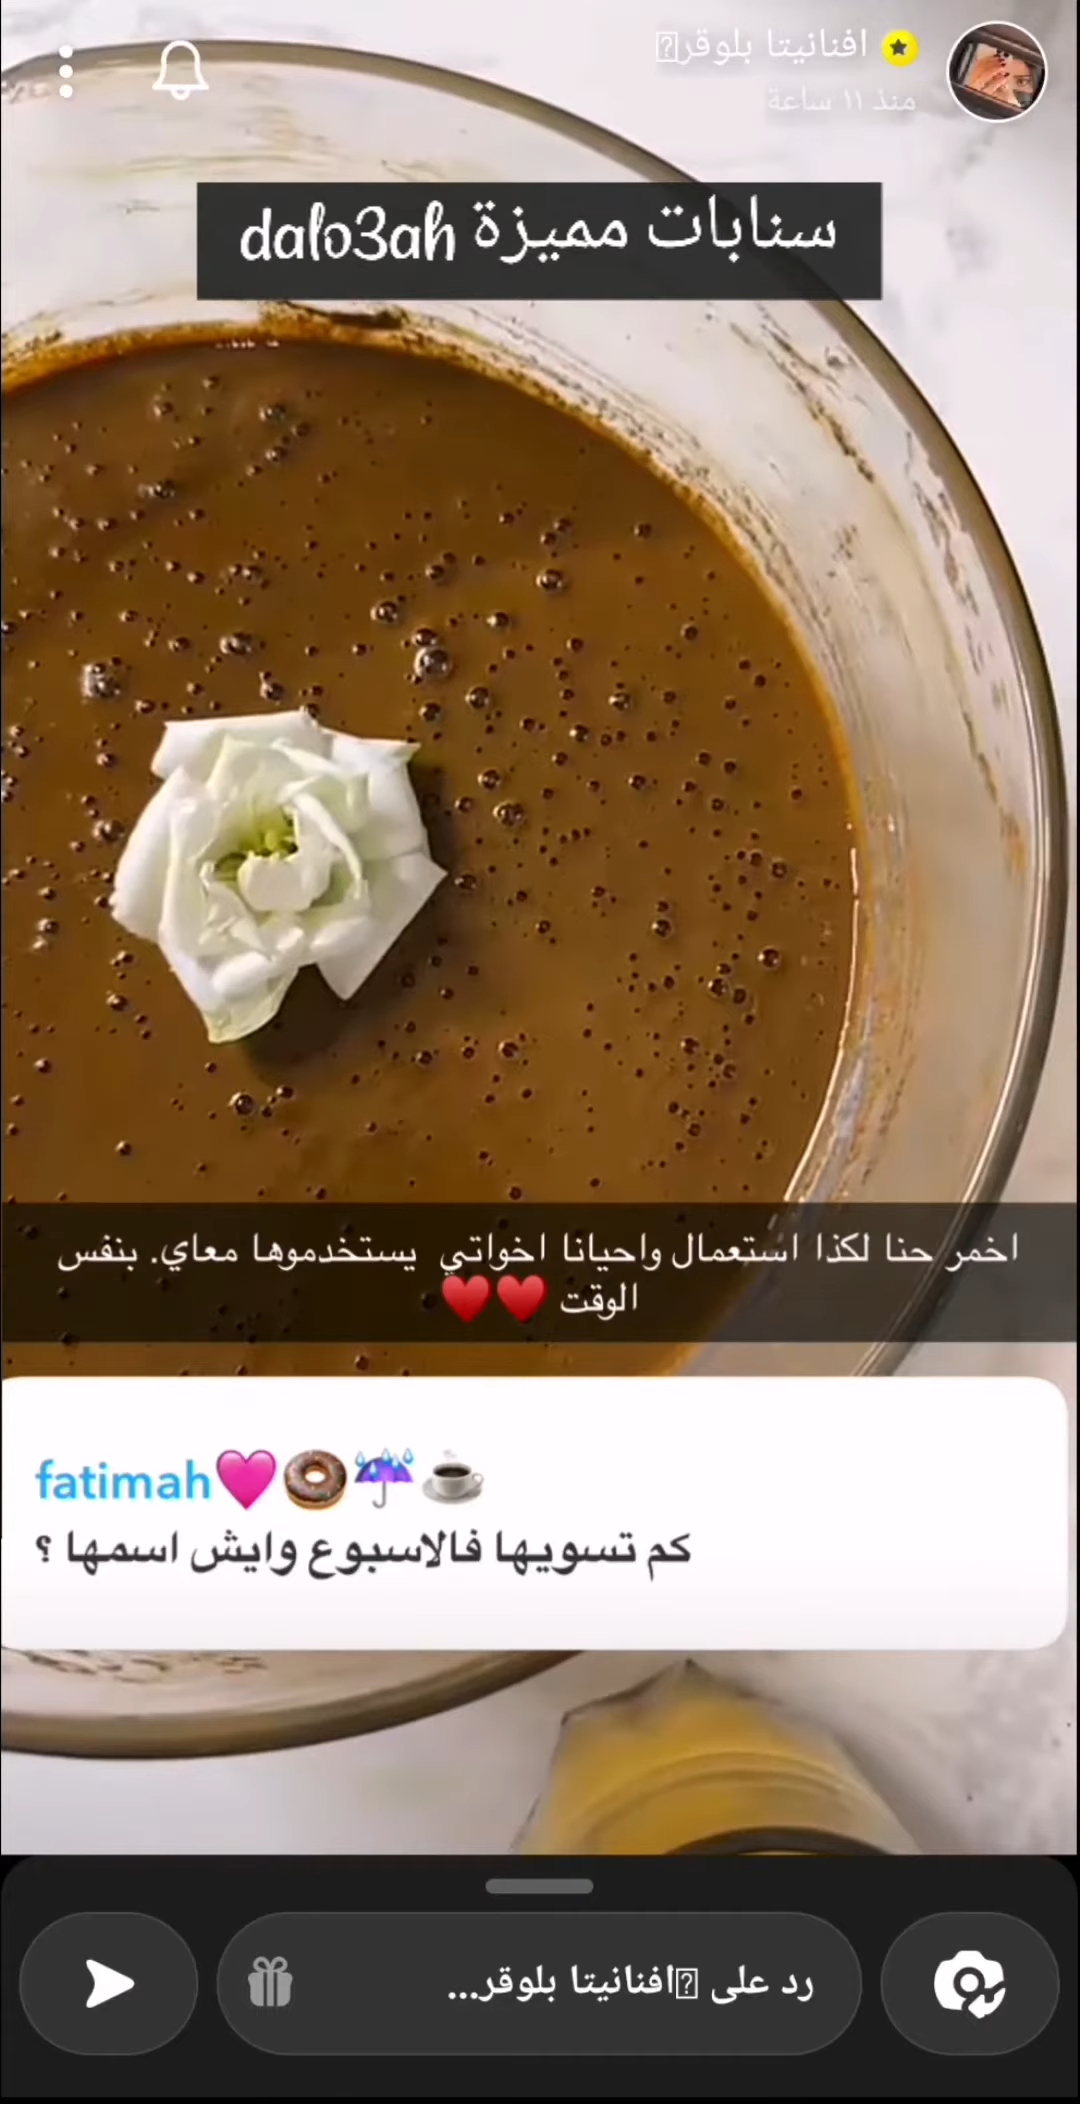 افنانيتا بلوقر
منذ ١١ ساعة
سنابات مميزة dalo3ah
اخمر حنا لكذا استعمال واحيانا اخواتي يستخدموها معاي. بنفس
الوقت ♥️♥️
fatimah🩷🍩☔☕
كم تسويها فالاسبوع وايش اسمها ؟
رد على افنانيتا بلوقر...